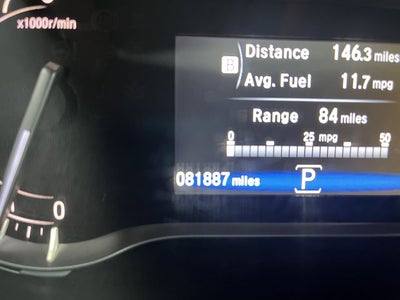 x1000r/min
B
Distance 146.3 miles
Avg. Fuel 11.7 mpg
Range 84 miles
0 25 50
mpg
081887 miles P
0